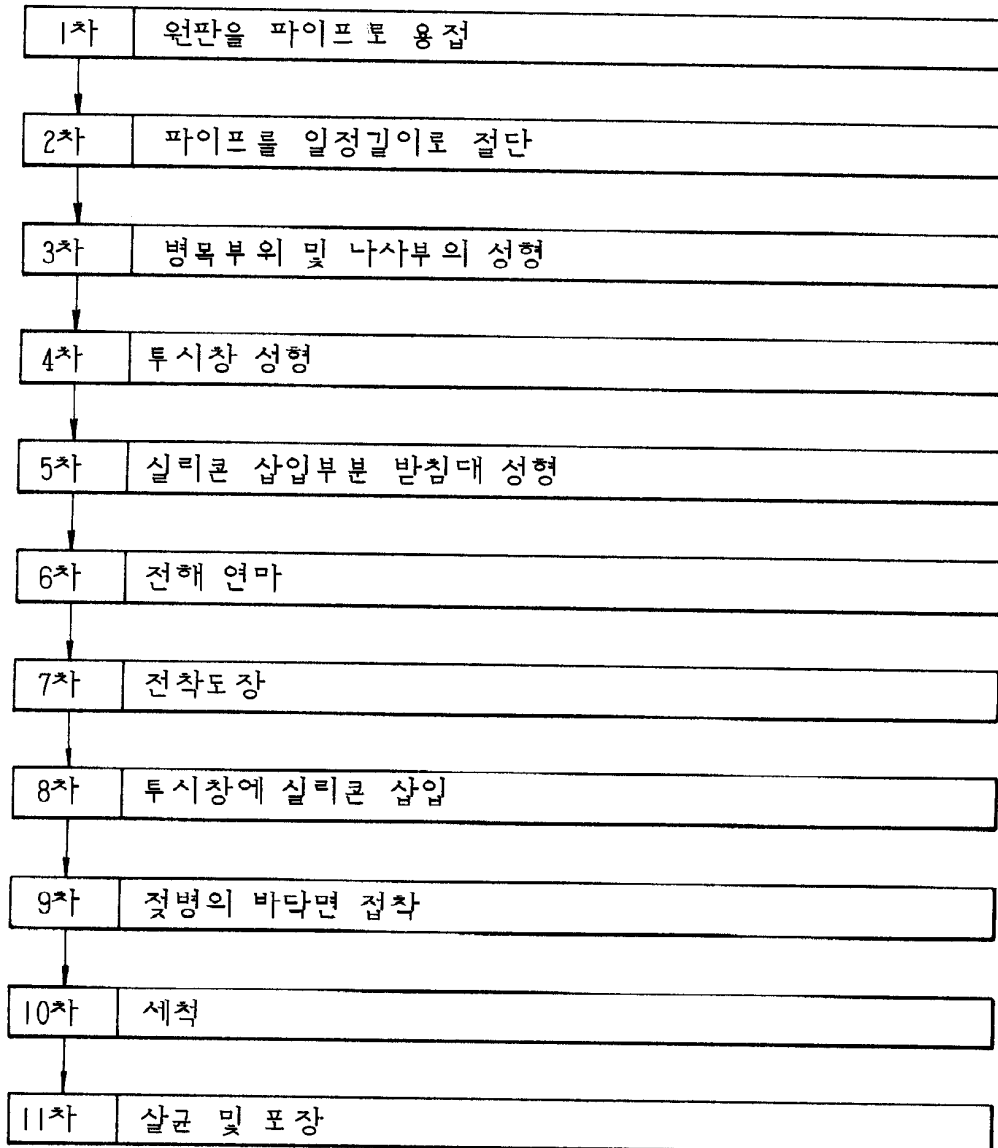 1차 원판을 파이프로 용접
2차 파이프를 일정길이로 절단
3차 병목부위 및 나사부의 성형
4차 투시창 성형
5차 실리콘 삽입부분 받침대 성형
6차 전해 연마
7차 전착도장
8차 투시창에 실리콘 삽입
9차 젖병의 바닥면 접착
10차 세척
11차 살균 및 포장